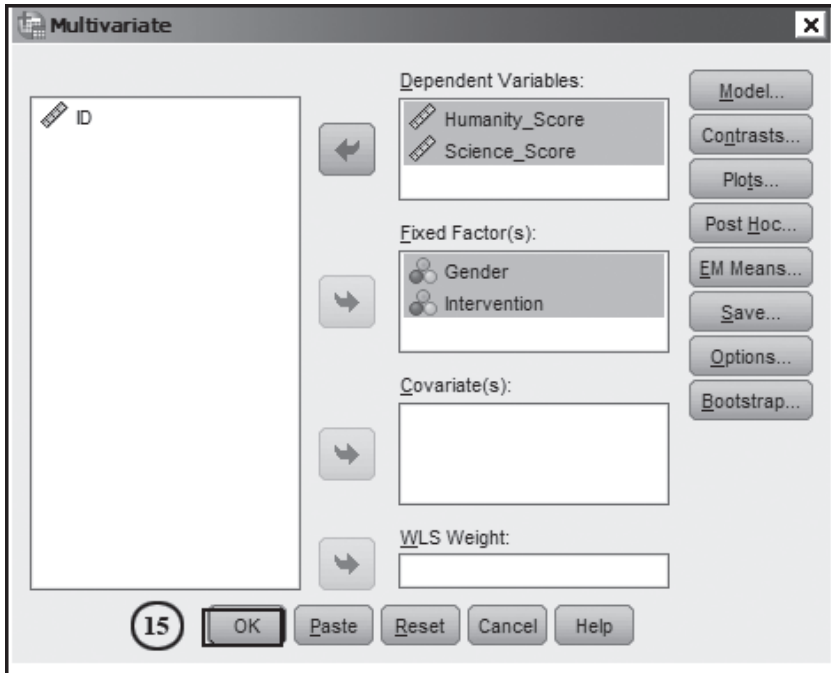 Multivariate
ID
Dependent Variables:
Humanity_Score
Science_Score
Fixed Factor(s):
Gender
Intervention
Covariate(s):
WLS Weight:
Model...
Contrasts...
Plots...
Post Hoc...
EM Means...
Save...
Options...
Bootstrap...
15
OK
Paste
Reset
Cancel
Help